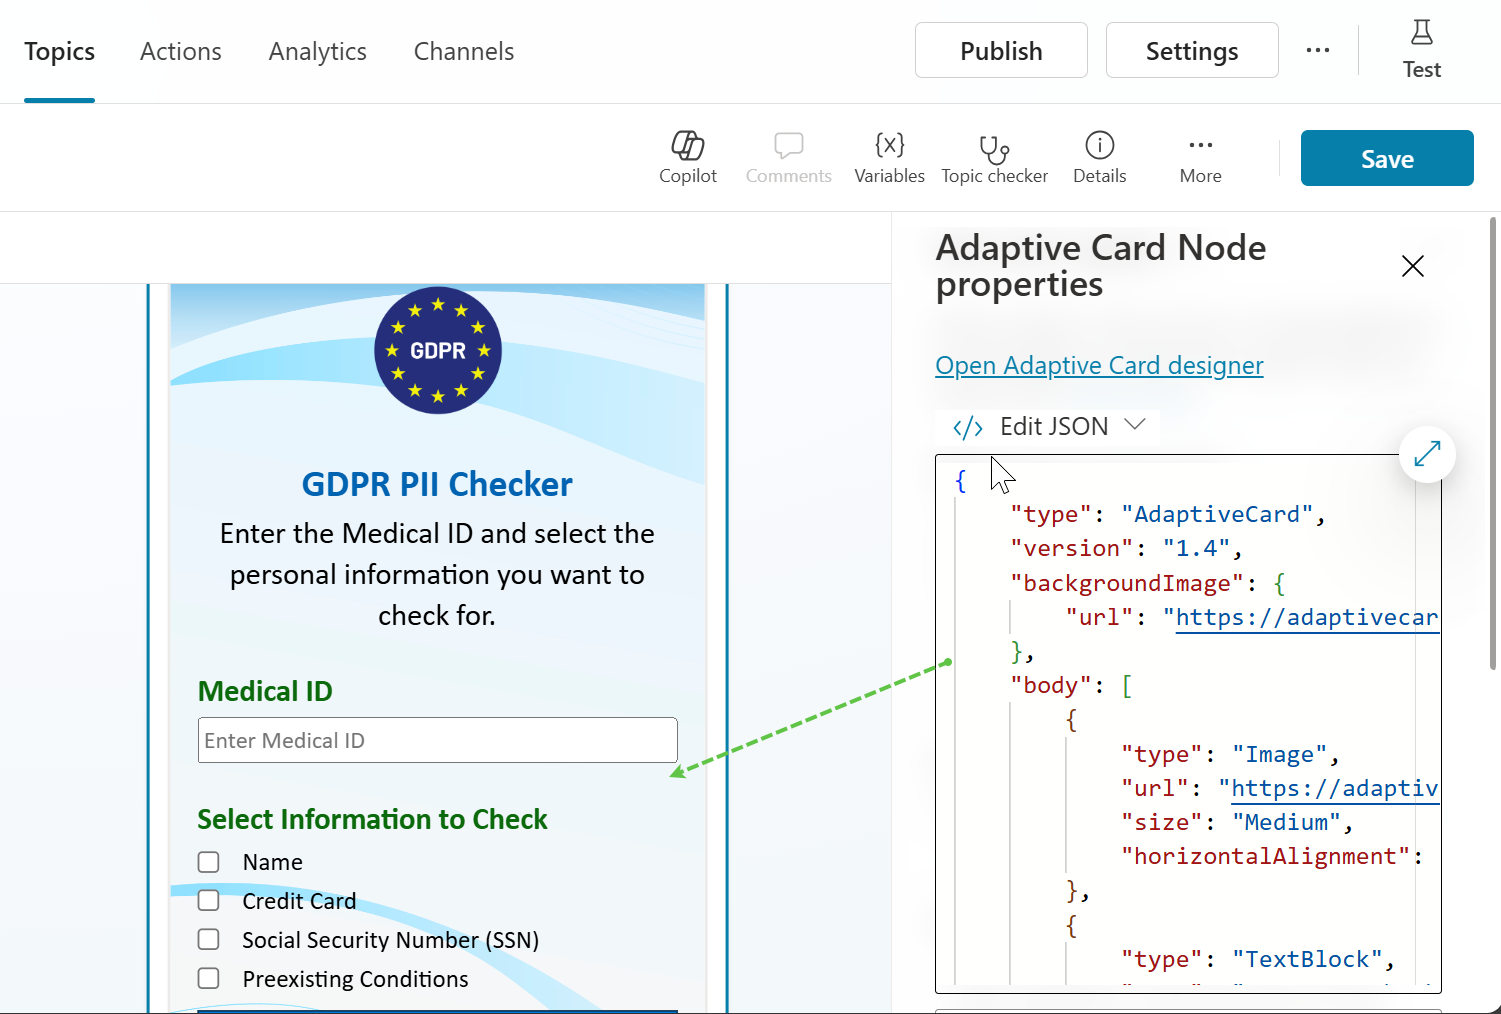 Topics Actions Analytics Channels
Publish Settings ··· Test
Copilot Comments Variables Topic checker Details More
Save
Adaptive Card Node
properties
Open Adaptive Card designer
</> Edit JSON
GDPR
GDPR PII Checker
Enter the Medical ID and select the
personal information you want to
check for.
Medical ID
Enter Medical ID
Select Information to Check
Name
Credit Card
Social Security Number (SSN)
Preexisting Conditions
{
"type": "AdaptiveCard",
"version": "1.4",
"backgroundImage": {
"url": "https://adaptivecar
},
"body": [
{
"type": "Image",
"url": "https://adaptiv
"size": "Medium",
"horizontalAlignment":
},
{
"type": "TextBlock",